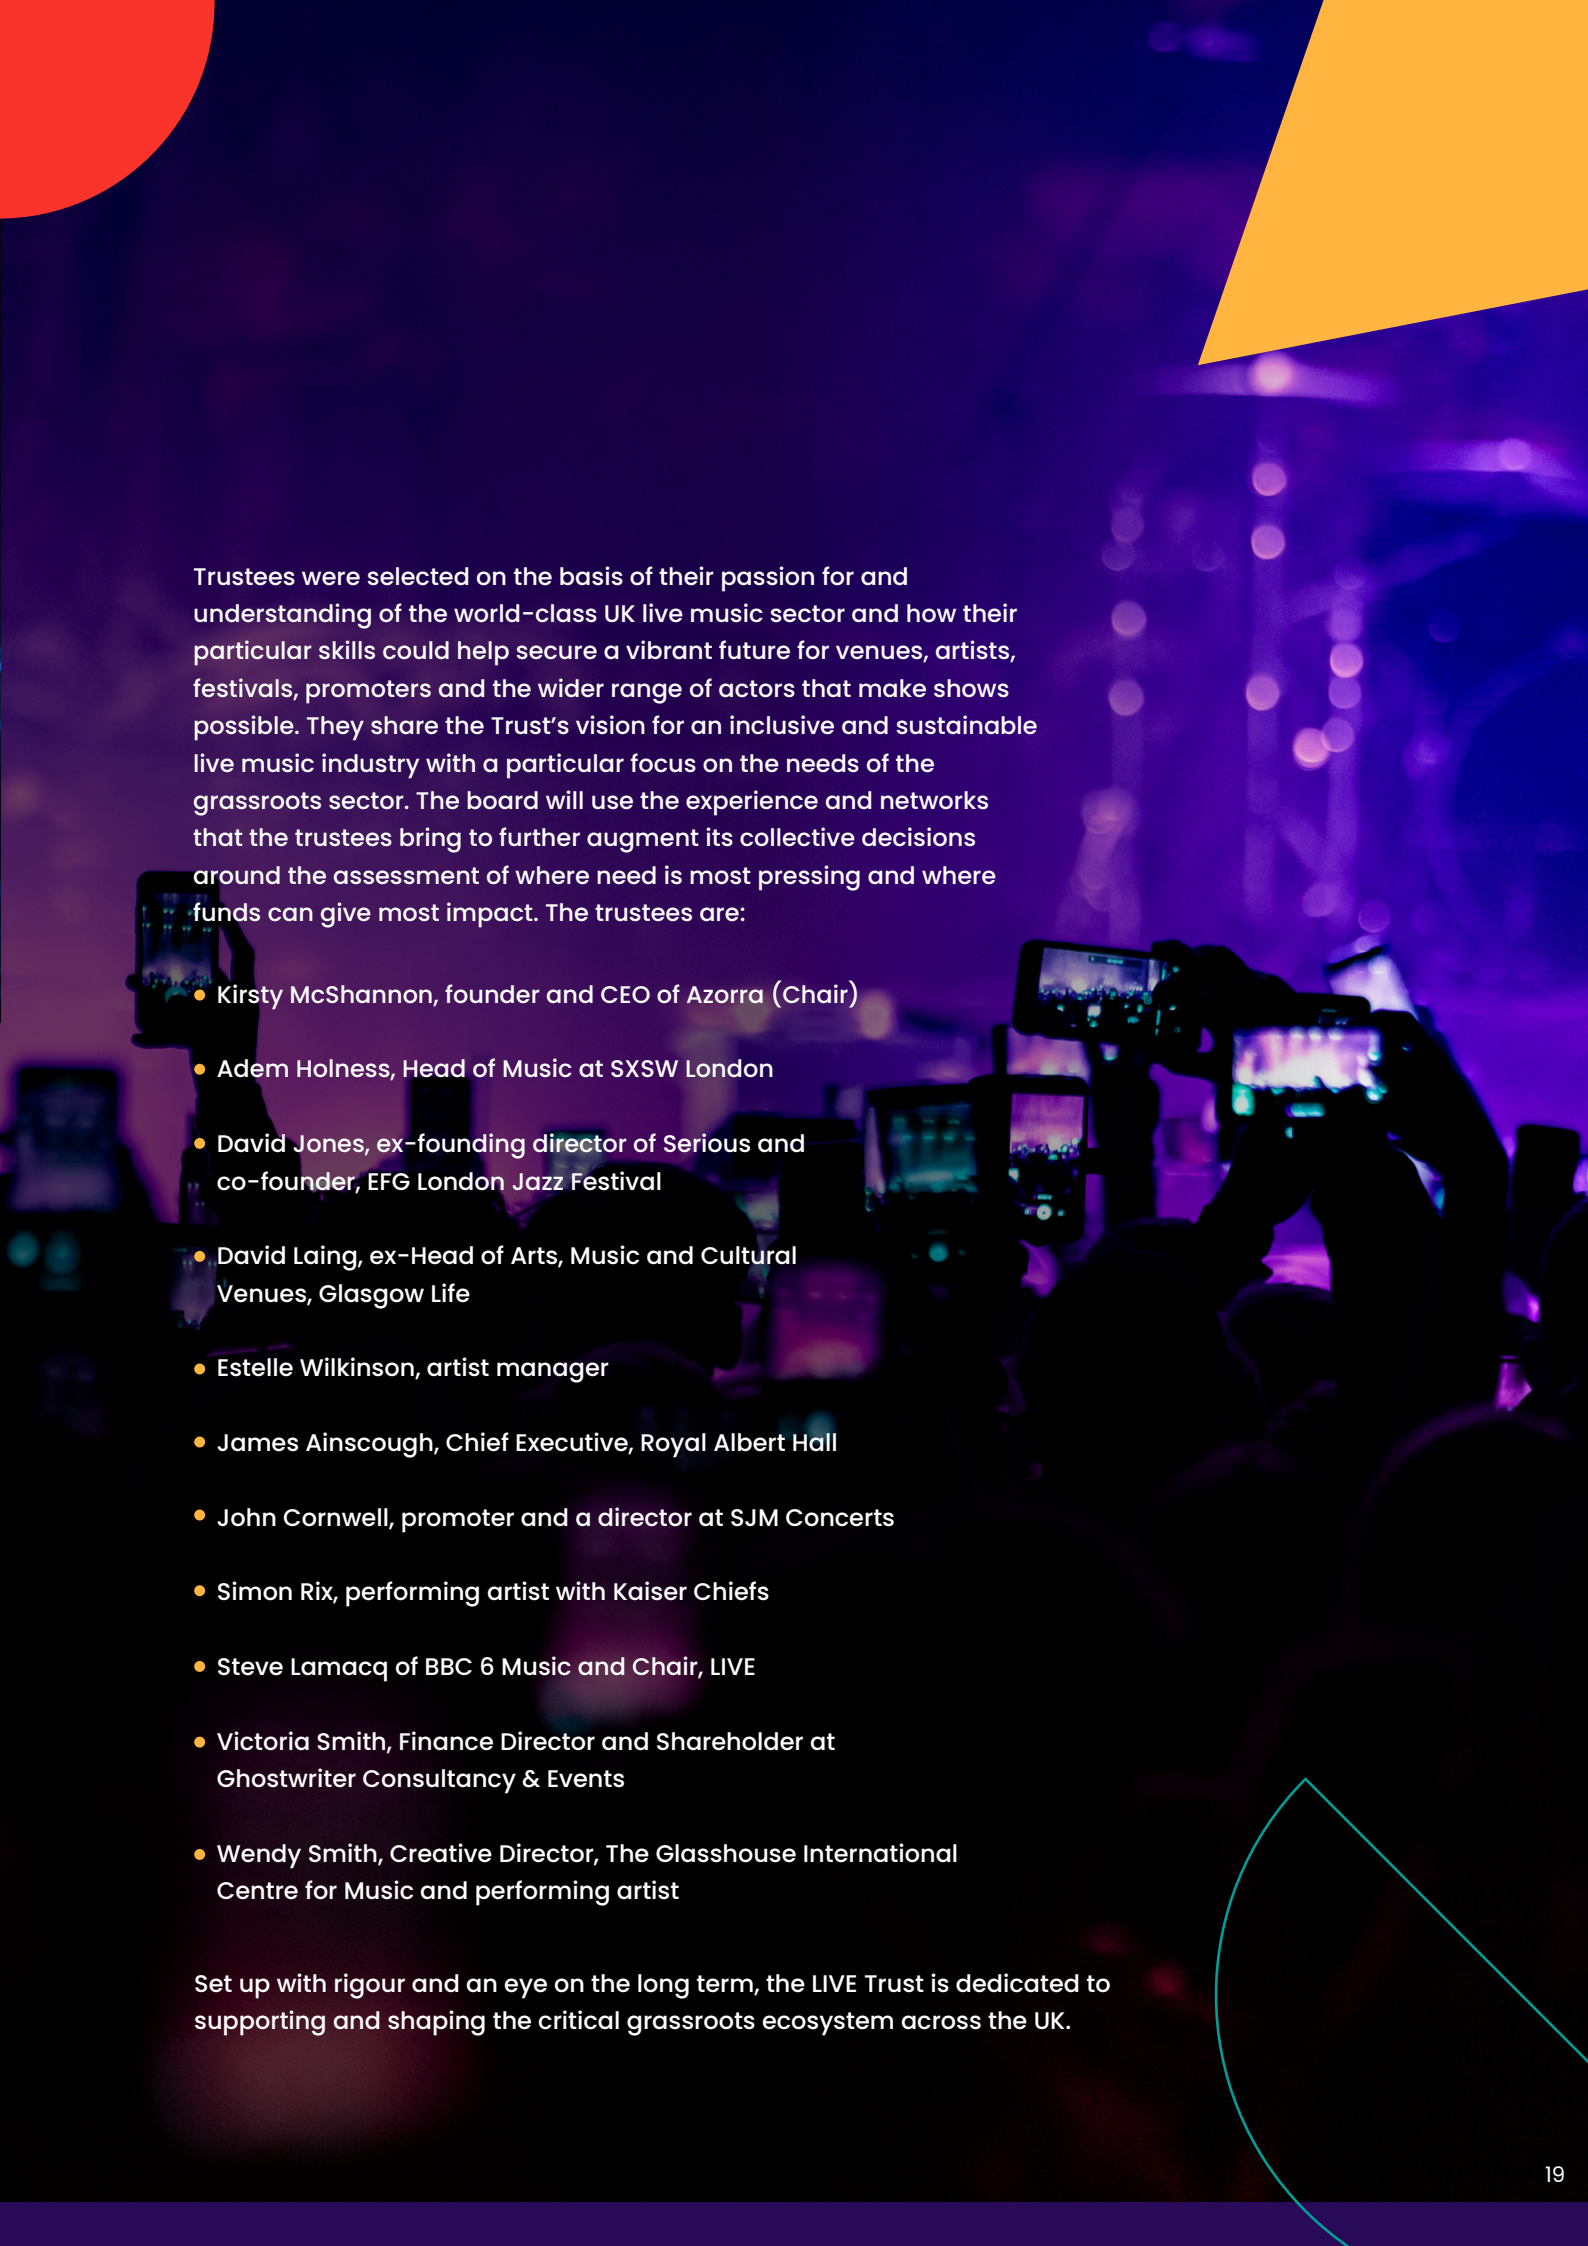 Trustees were selected on the basis of their passion for and
understanding of the world-class UK live music sector and how their
particular skills could help secure a vibrant future for venues, artists,
festivals, promoters and the wider range of actors that make shows
possible. They share the Trust’s vision for an inclusive and sustainable
live music industry with a particular focus on the needs of the
grassroots sector. The board will use the experience and networks
that the trustees bring to further augment its collective decisions
around the assessment of where need is most pressing and where
funds can give most impact. The trustees are:
• Kirsty McShannon, founder and CEO of Azorra (Chair)
• Adem Holness, Head of Music at SXSW London
• David Jones, ex-founding director of Serious and
co-founder, EFG London Jazz Festival
• David Laing, ex-Head of Arts, Music and Cultural
Venues, Glasgow Life
• Estelle Wilkinson, artist manager
• James Ainscough, Chief Executive, Royal Albert Hall
• John Cornwell, promoter and a director at SJM Concerts
• Simon Rix, performing artist with Kaiser Chiefs
• Steve Lamacq of BBC 6 Music and Chair, LIVE
• Victoria Smith, Finance Director and Shareholder at
Ghostwriter Consultancy & Events
• Wendy Smith, Creative Director, The Glasshouse International
Centre for Music and performing artist
Set up with rigour and an eye on the long term, the LIVE Trust is dedicated to
supporting and shaping the critical grassroots ecosystem across the UK.
19